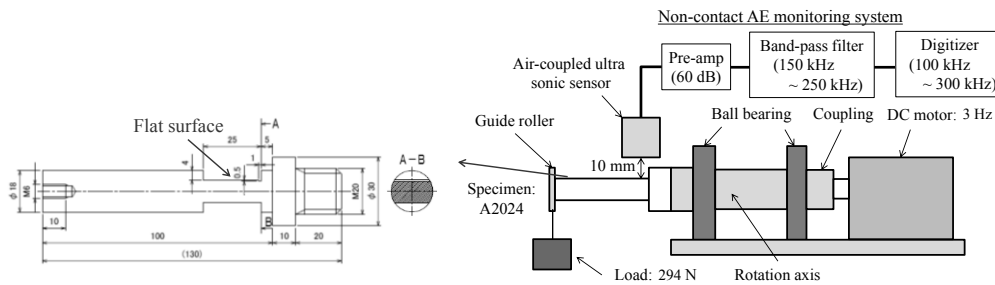 Flat surface
A
25
5
4
1
0.5
A-B
φ18
M6
M20
φ30
B
10
100
10
20
(130)
Non-contact AE monitoring system
Air-coupled ultra
sonic sensor
Pre-amp
(60 dB)
Band-pass filter
(150 kHz
~ 250 kHz)
Digitizer
(100 kHz
~ 300 kHz)
Guide roller
Ball bearing
Coupling
DC motor: 3 Hz
10 mm
Specimen:
A2024
Load: 294 N
Rotation axis